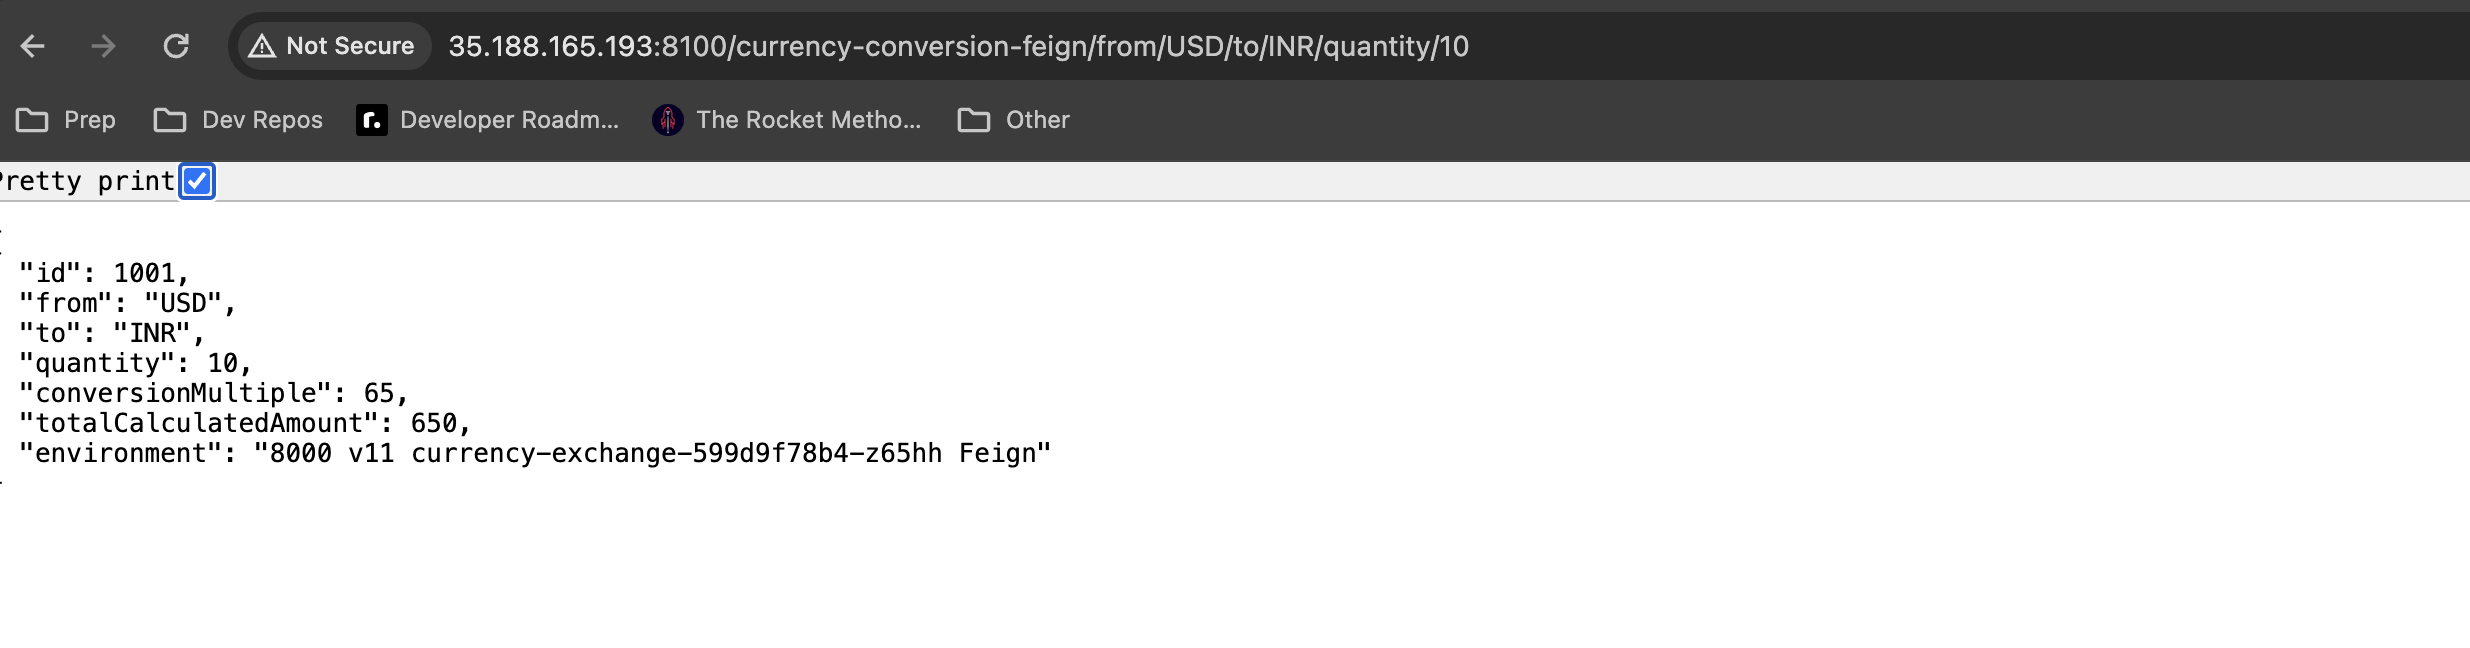 Not Secure 35.188.165.193:8100/currency-conversion-feign/from/USD/to/INR/quantity/10
Prep Dev Repos r. Developer Roadm... The Rocket Metho... Other
Pretty print
"id": 1001,
"from": "USD",
"to": "INR",
"quantity": 10,
"conversionMultiple": 65,
"totalCalculatedAmount": 650,
"environment": "8000 v11 currency-exchange-599d9f78b4-z65hh Feign"